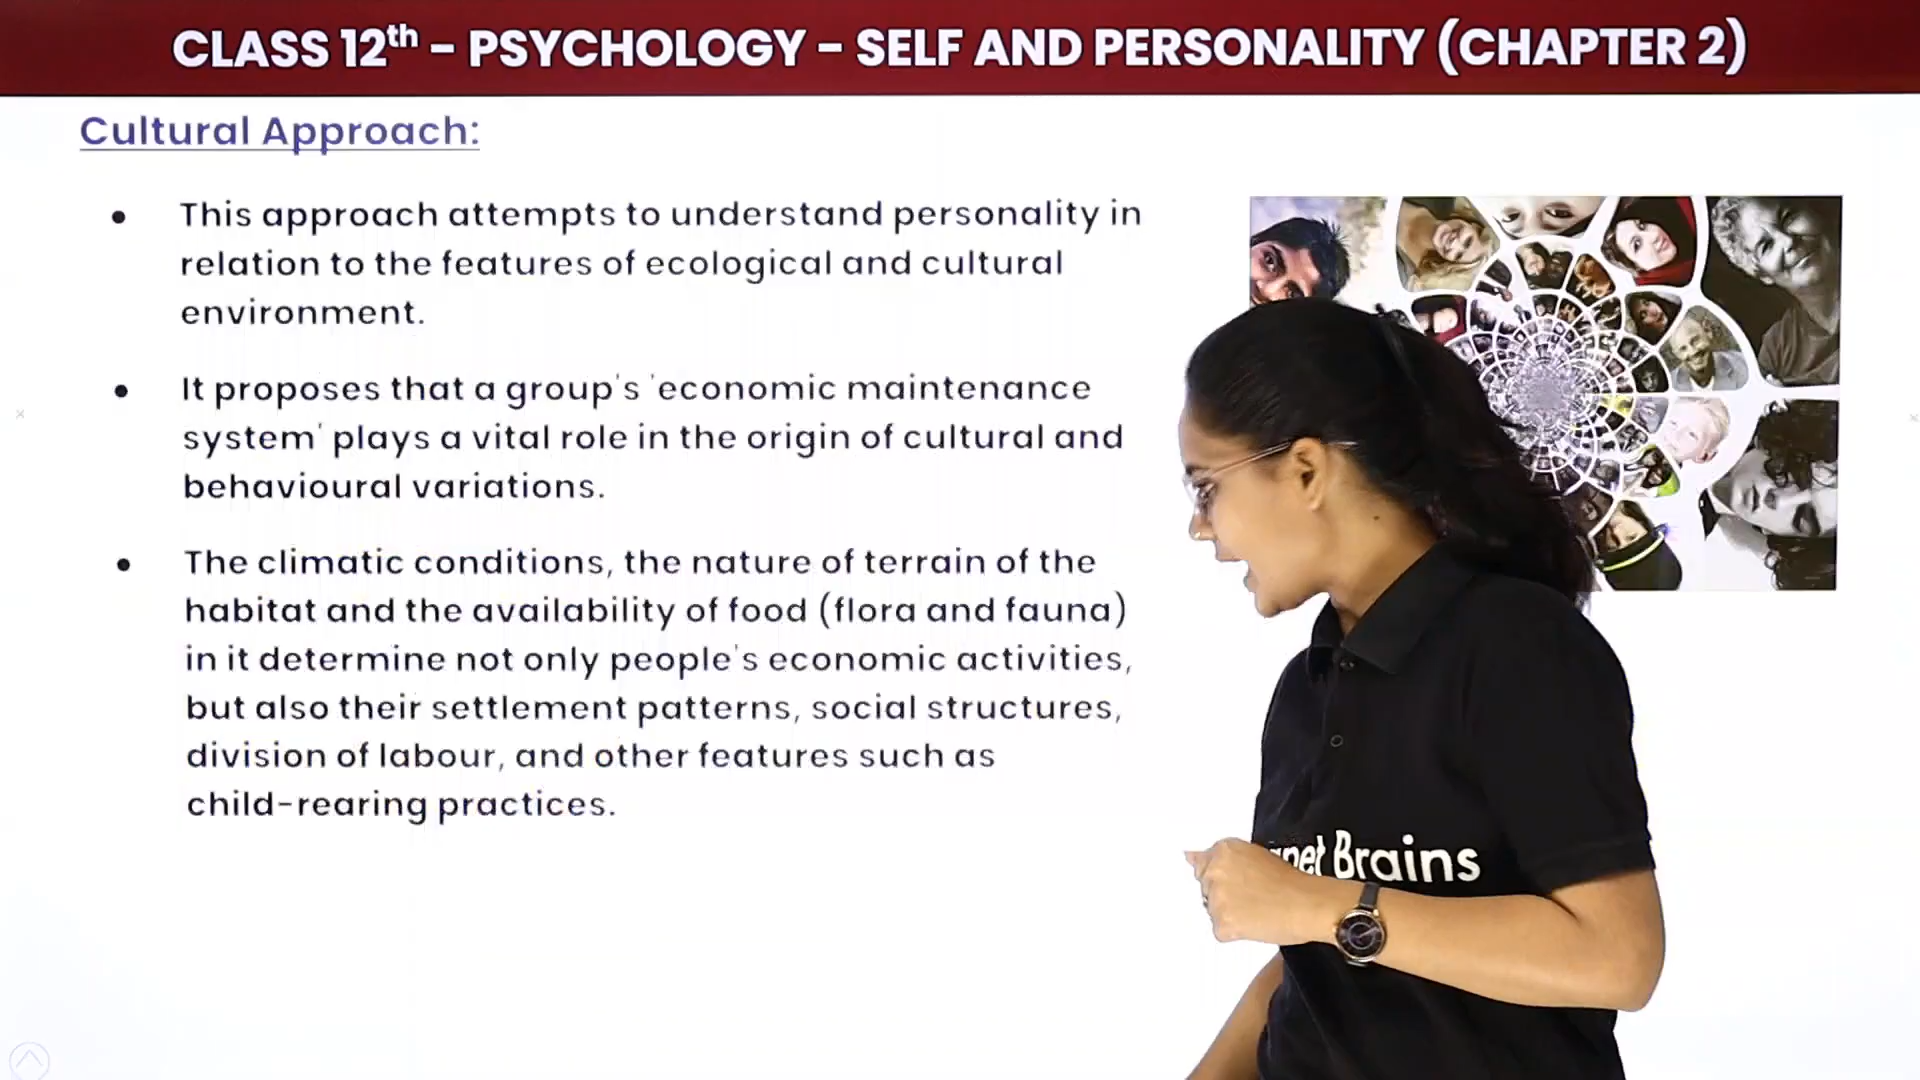 CLASS 12th – PSYCHOLOGY – SELF AND PERSONALITY (CHAPTER 2)
Cultural Approach:
• This approach attempts to understand personality in
relation to the features of ecological and cultural
environment.
• It proposes that a group's 'economic maintenance
system' plays a vital role in the origin of cultural and
behavioural variations.
• The climatic conditions, the nature of terrain of the
habitat and the availability of food (flora and fauna)
in it determine not only people's economic activities,
but also their settlement patterns, social structures,
division of labour, and other features such as
child-rearing practices.
Brains